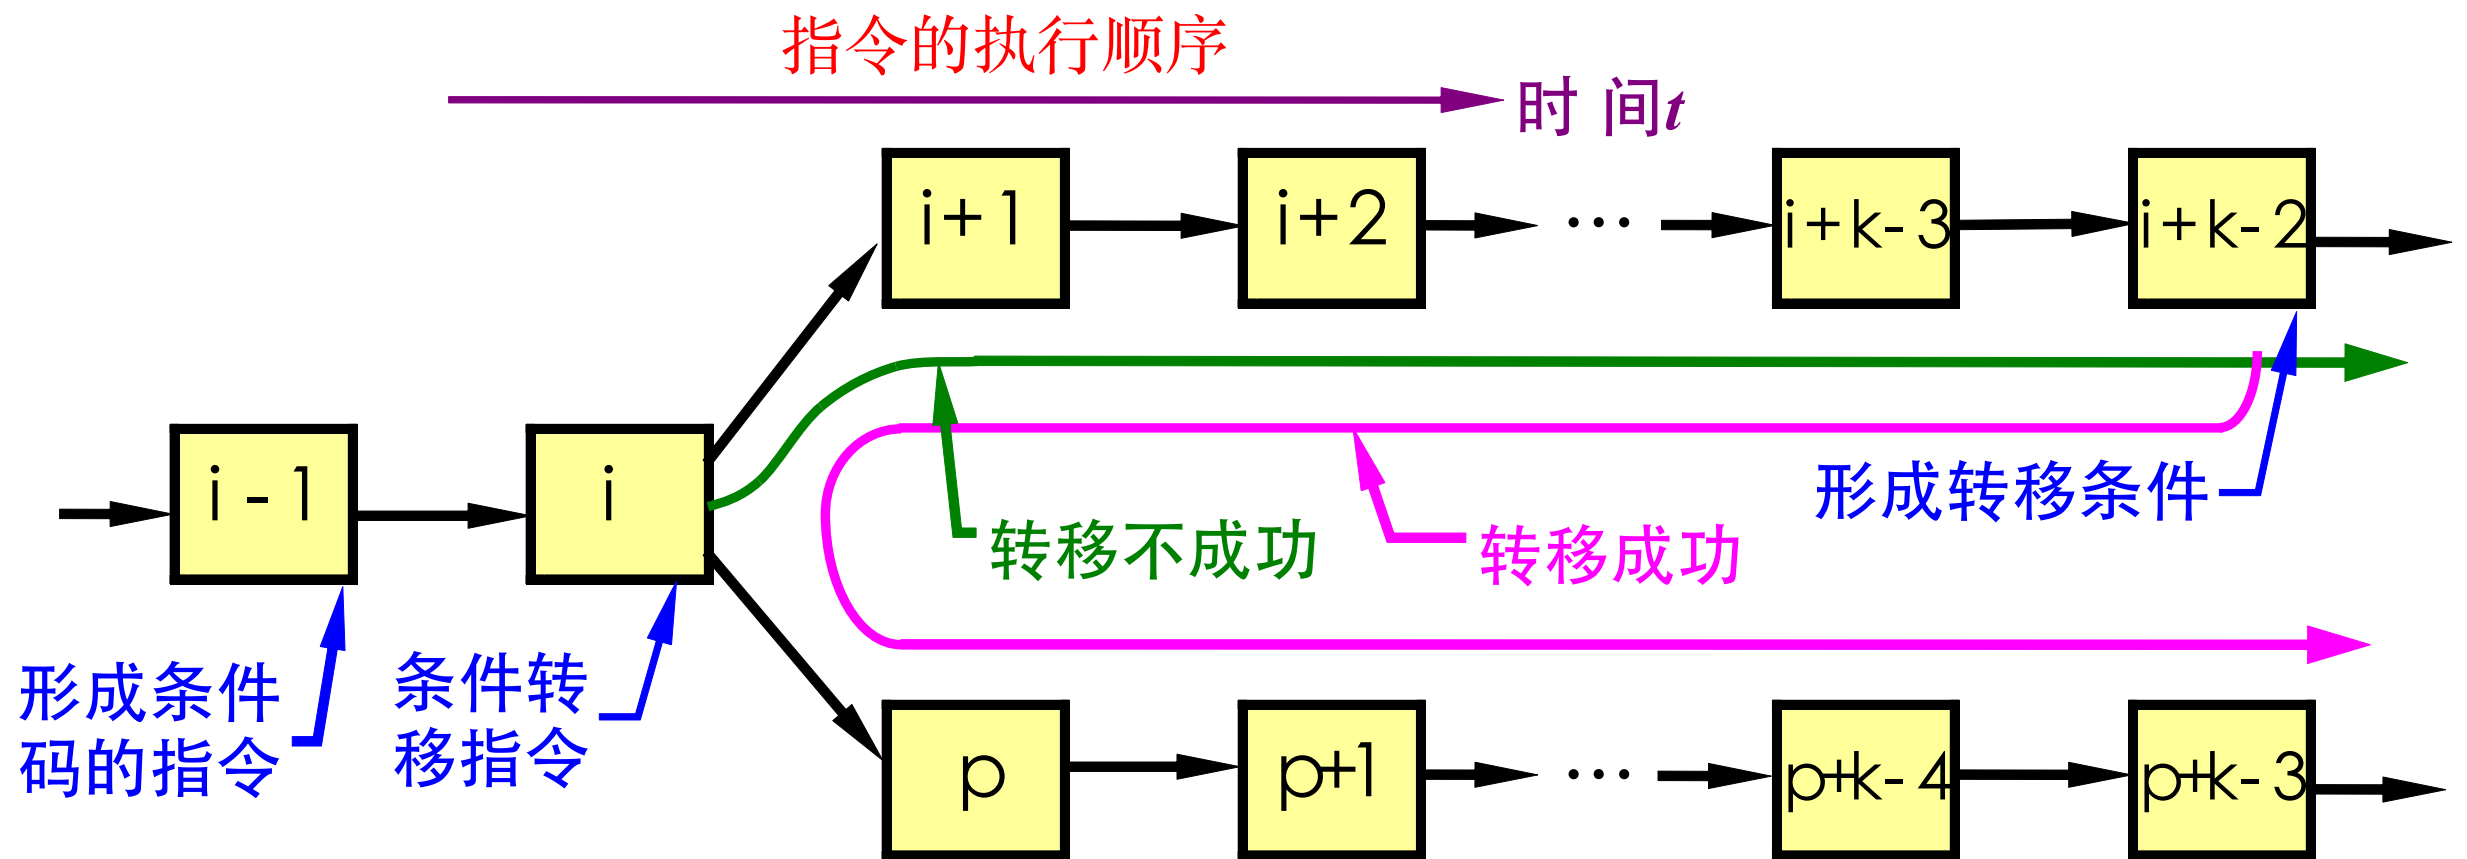 指令的执行顺序
时 间t
i+1
i+2
...
i+k-3
i+k-2
i-1
i
形成转移条件
转移不成功
转移成功
形成条件
码的指令
条件转
移指令
p
p+1
...
p+k-4
p+k-3